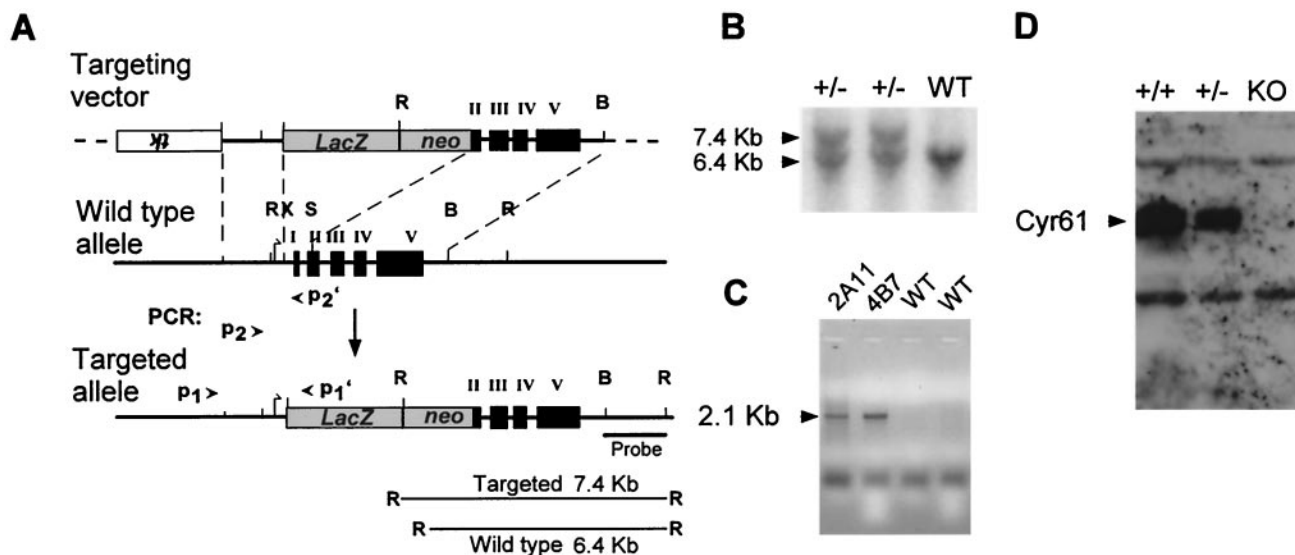 A
Targeting
vector
R
II III IV V
B
tk
LacZ
neo
Wild type
allele
R X S
B
R
I II III IV V
PCR:
p2
p2'
Targeted
allele
p1
p1'
R
II III IV V
B
R
LacZ
neo
Probe
R
Targeted 7.4 Kb
R
R
Wild type 6.4 Kb
R
B
+/- +/- WT
7.4 Kb
6.4 Kb
C
2A11 4B7 WT WT
2.1 Kb
D
+/+ +/- KO
Cyr61